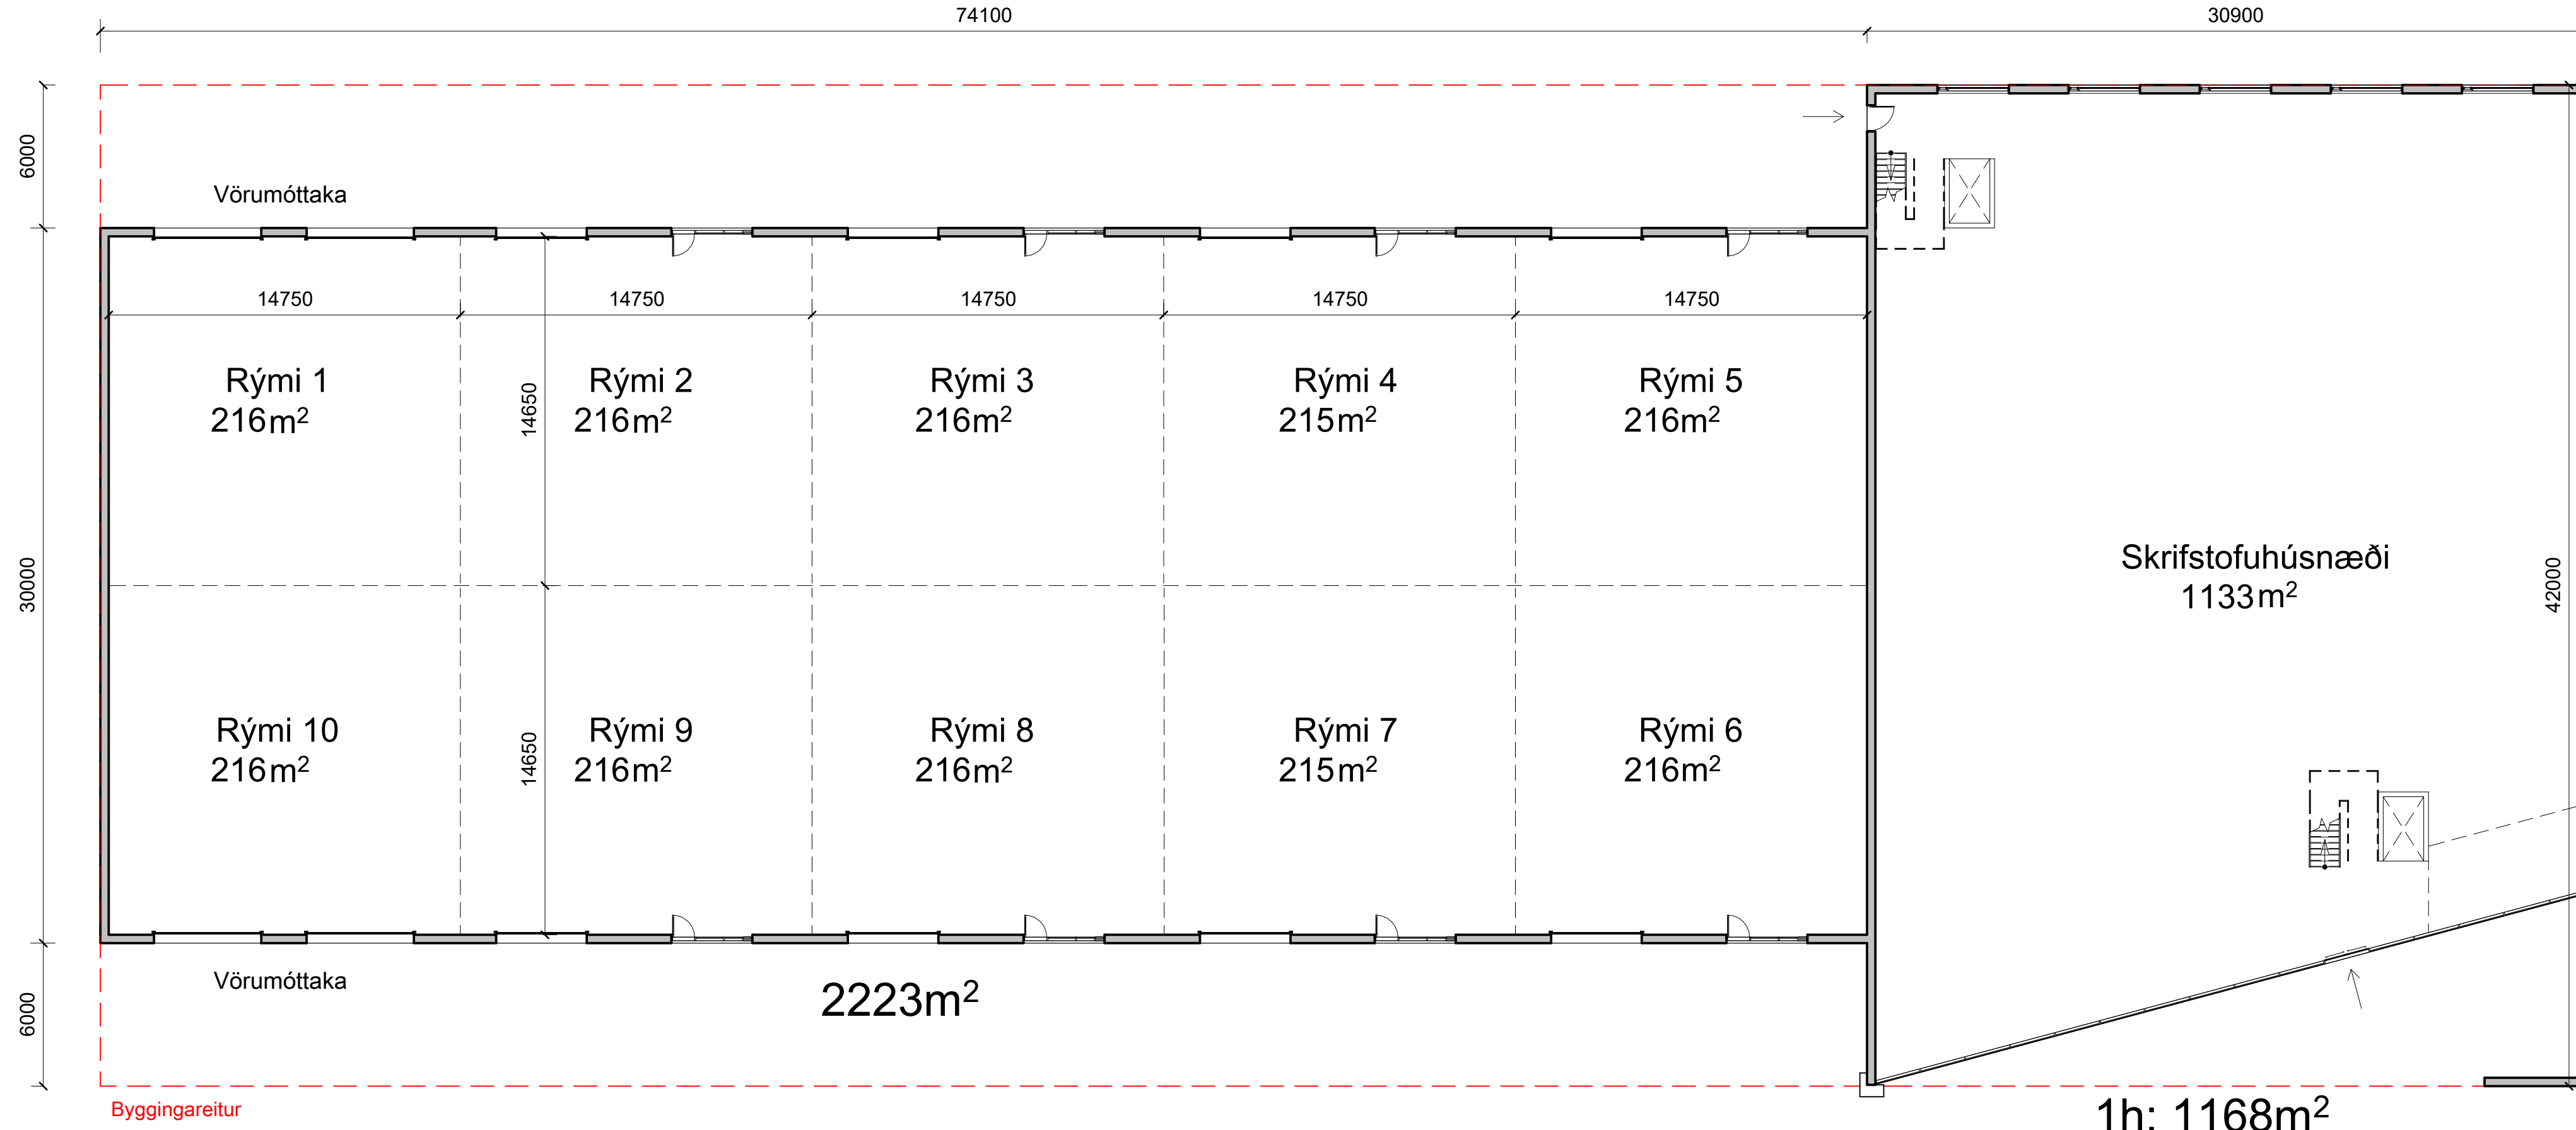 74100
30900
6000
Vörumóttaka
14750
14750
14750
14750
14750
14650
Rými 1
216m²
Rými 2
216m²
Rými 3
216m²
Rými 4
215m²
Rými 5
216m²
30000
Skrifstofuhúsnæði
1133m²
42000
14650
Rými 10
216m²
Rými 9
216m²
Rými 8
216m²
Rými 7
215m²
Rými 6
216m²
6000
Vörumóttaka
2223m²
Byggingareitur
1h: 1168m²